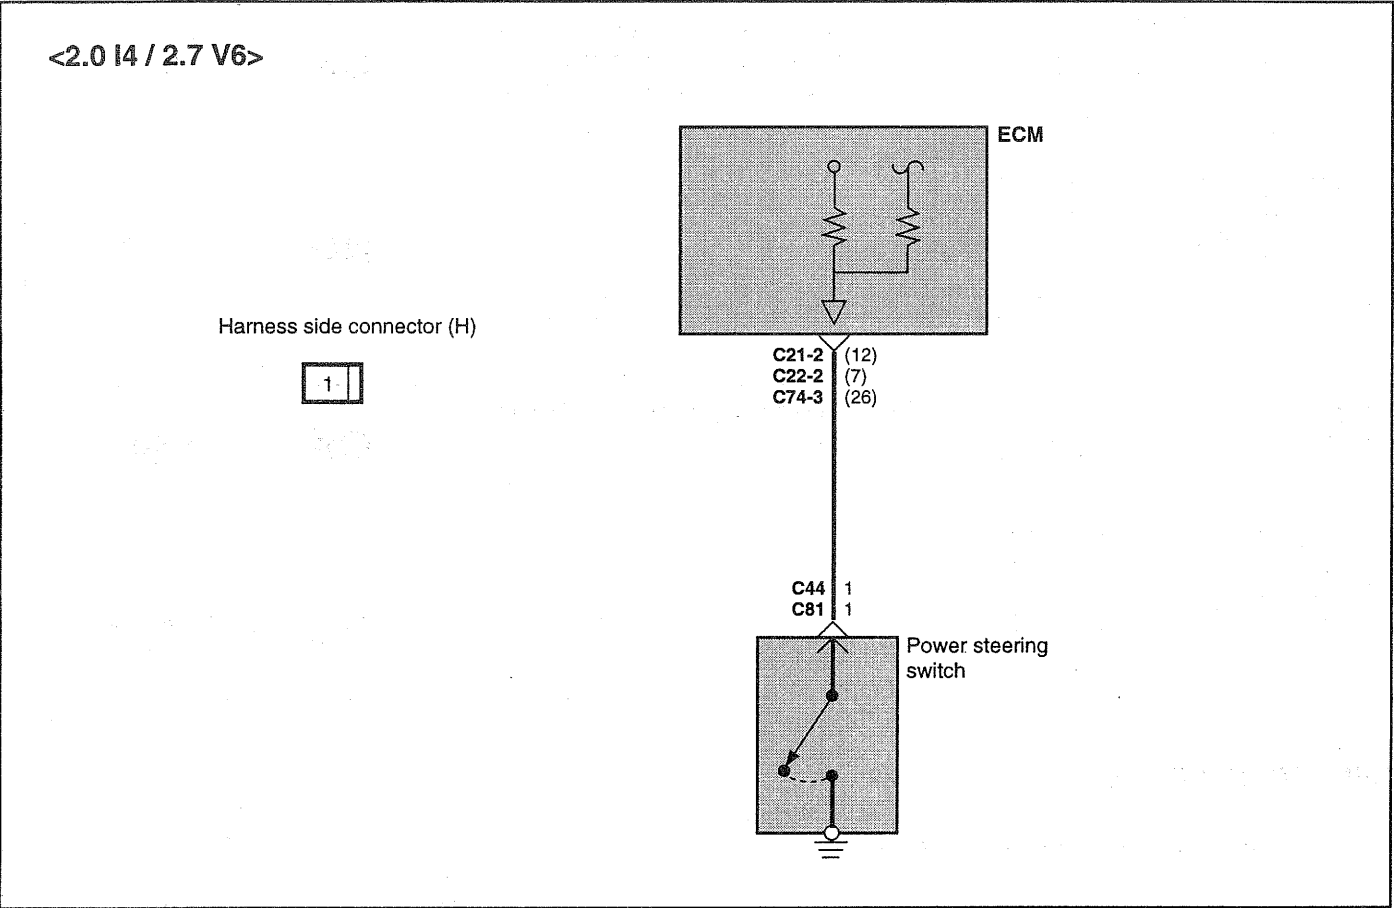 <2.0 I4 / 2.7 V6>
ECM
Harness side connector (H)
1
C21-2 (12)
C22-2 (7)
C74-3 (26)
C44 1
C81 1
Power steering
switch